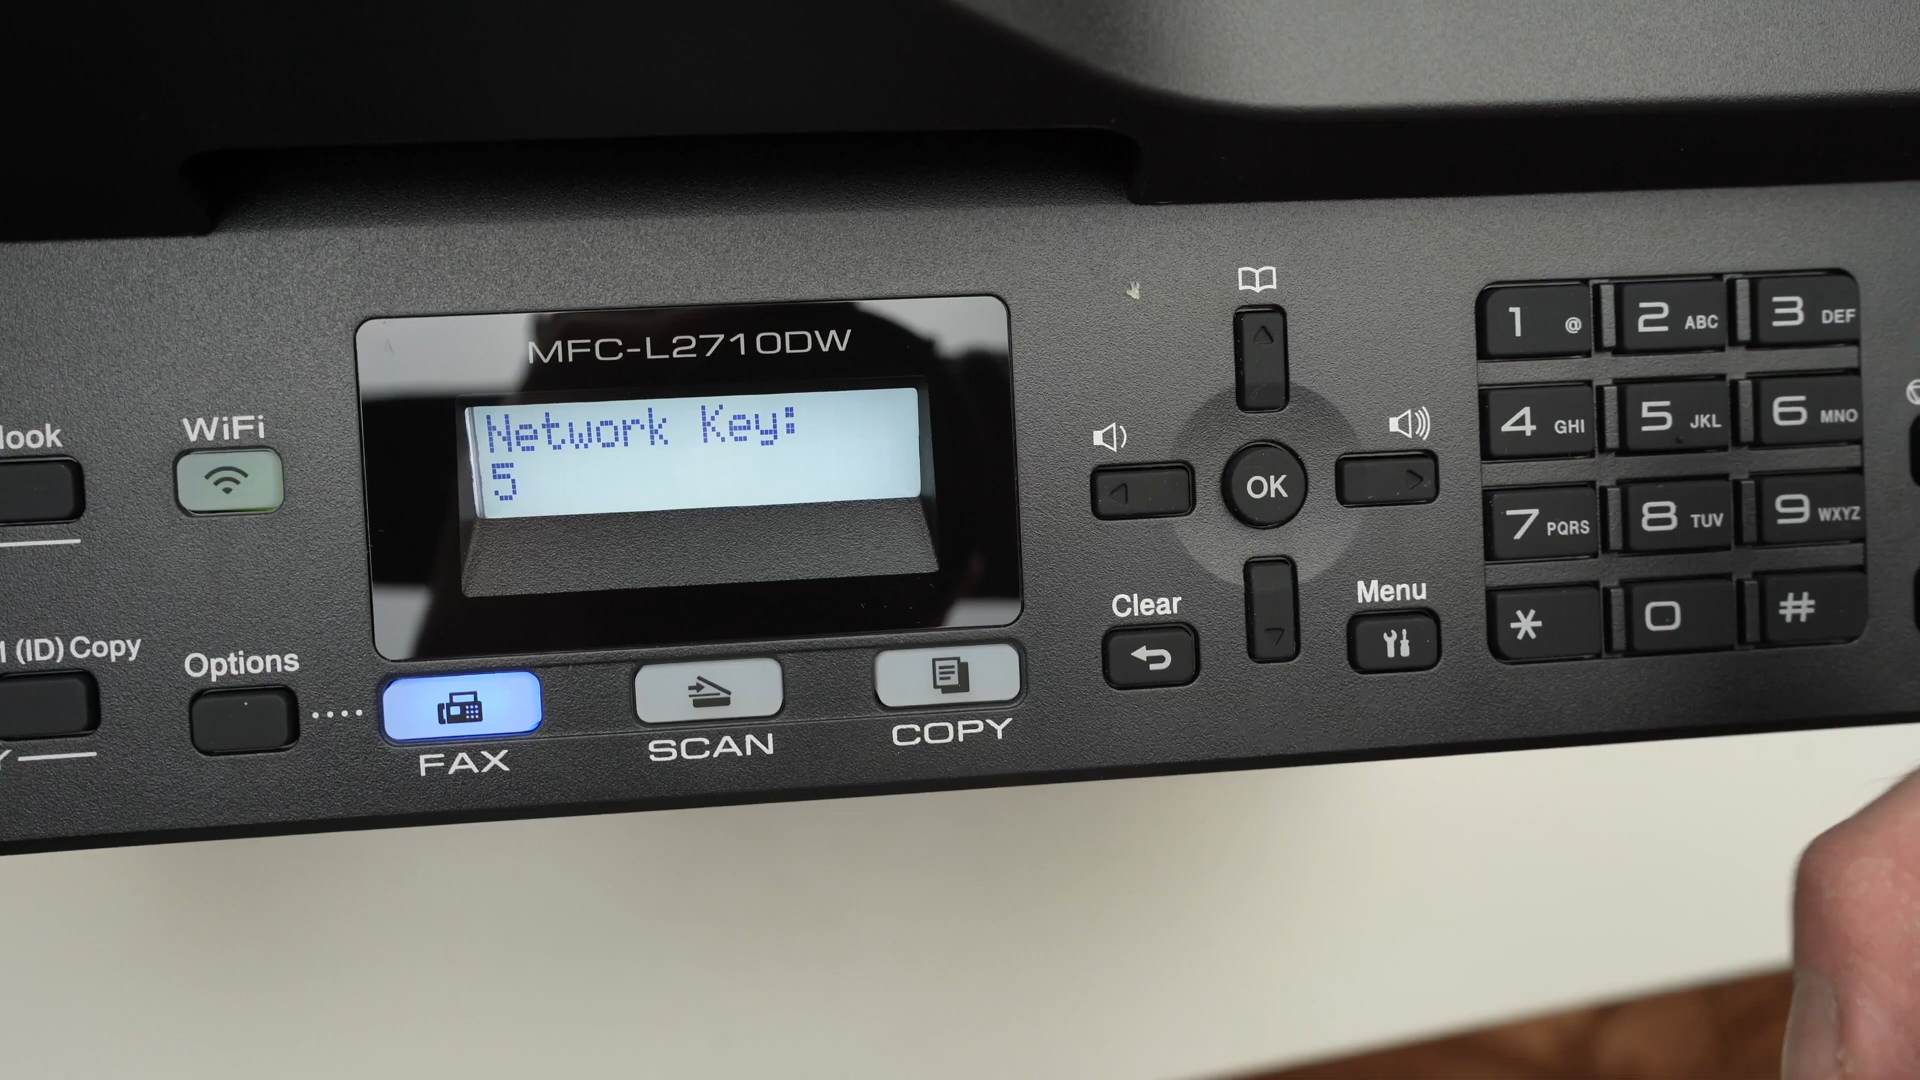 MFC-L2710DW
Network Key:
5
WiFi
(ID) Copy
Options
FAX
SCAN
COPY
OK
Clear
Menu
1 @
2 ABC
3 DEF
4 GHI
5 JKL
6 MNO
7 PQRS
8 TUV
9 WXYZ
*
0
#